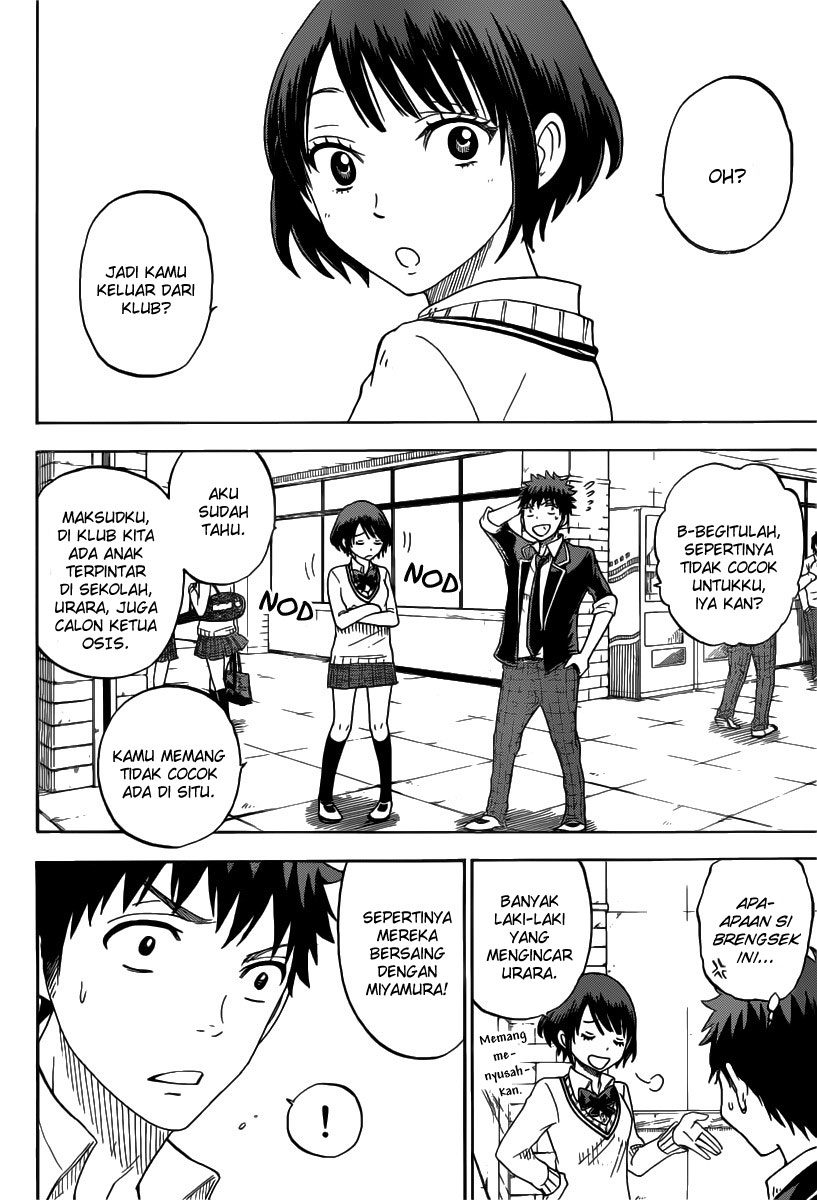 OH?
JADI KAMU
KELUAR DARI
KLUB?
B-BEGITULAH,
SEPERTINYA
TIDAK COCOK
UNTUKKU,
IYA KAN?
NOD
NOD
AKU
SUDAH
TAHU.
MAKSUDKU,
DI KLUB KITA
ADA ANAK
TERPINTAR
DI SEKOLAH,
URARA, JUGA
CALON KETUA
OSIS.
KAMU MEMANG
TIDAK COCOK
ADA DI SITU.
APA-
APAAN SI
BRENGSEK
INI...
BANYAK
LAKI-LAKI
YANG
MENGINCAR
URARA.
Memang
me-
nyusah-
kan.
SEPERTINYA
MEREKA
BERSAING
DENGAN
MIYAMURA!
!